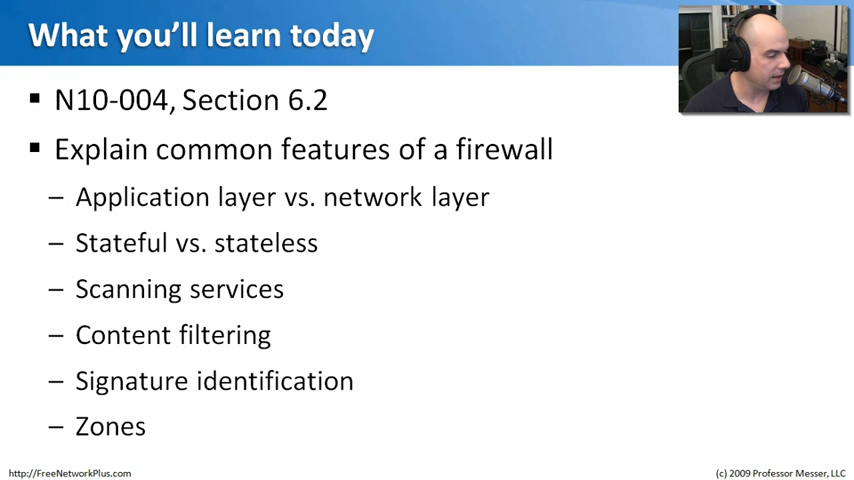 What you'll learn today
▪ N10-004, Section 6.2
▪ Explain common features of a firewall
– Application layer vs. network layer
– Stateful vs. stateless
– Scanning services
– Content filtering
– Signature identification
– Zones
http://FreeNetworkPlus.com
(c) 2009 Professor Messer, LLC